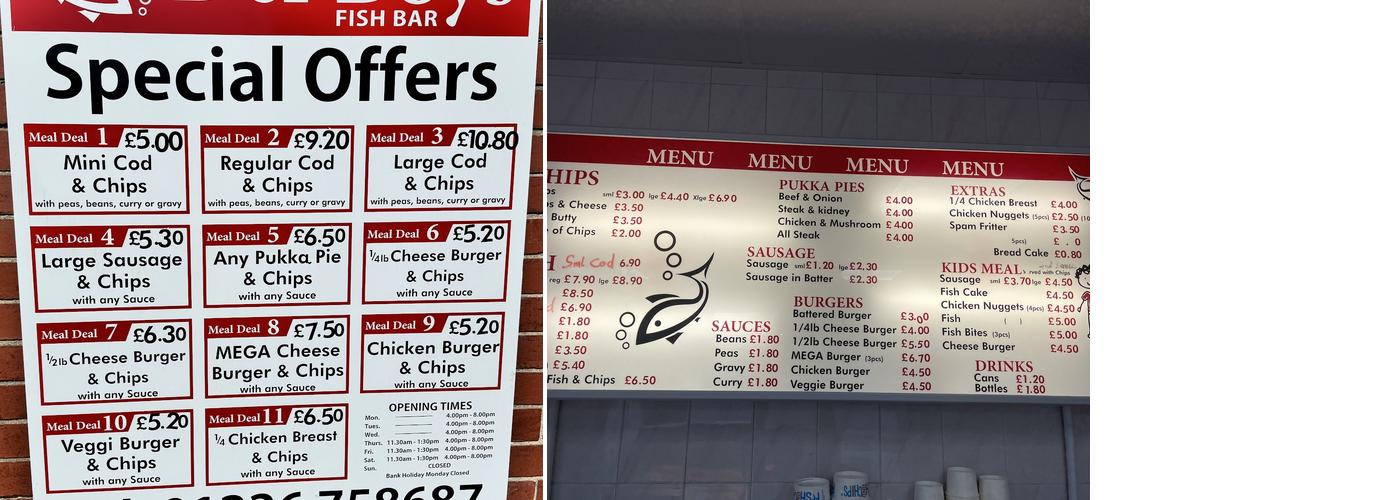 FISH BAR
Special Offers
Meal Deal 1 £5.00
Mini Cod
& Chips
with peas, beans, curry or gravy
Meal Deal 2 £9.20
Regular Cod
& Chips
with peas, beans, curry or gravy
Meal Deal 3 £10.80
Large Cod
& Chips
with peas, beans, curry or gravy
Meal Deal 4 £5.30
Large Sausage
& Chips
with any Sauce
Meal Deal 5 £6.50
Any Pukka Pie
& Chips
with any Sauce
Meal Deal 6 £5.20
1/4lb Cheese Burger
& Chips
with any Sauce
Meal Deal 7 £6.30
1/2lb Cheese Burger
& Chips
with any Sauce
Meal Deal 8 £7.50
MEGA Cheese
Burger & Chips
with any Sauce
Meal Deal 9 £5.20
Chicken Burger
& Chips
with any Sauce
Meal Deal 10 £5.20
Veggi Burger
& Chips
with any Sauce
Meal Deal 11 £6.50
1/4 Chicken Breast
& Chips
with any Sauce
OPENING TIMES
Mon. 4.00pm - 8.00pm
Tues. 4.00pm - 8.00pm
Wed. 4.00pm - 8.00pm
Thurs. 11.30am - 1:30pm 4.00pm - 8.00pm
Fri. 11.30am - 1:30pm 4.00pm - 8.00pm
Sat. 11.30am - 1:30pm 4.00pm - 8.00pm
Sun. CLOSED
Bank Holiday Monday Closed
01226 758687
MENU MENU MENU MENU
HIPS
sml £3.00 lge £4.40 Xlge £6.90
& Cheese £3.50
Butty £3.50
of Chips £2.00
Sml Cod 6.90
reg £7.90 lge £8.90
£8.50
£6.90
£1.80
£1.80
£3.50
£5.40
Fish & Chips £6.50
SAUCES
Beans £1.80
Peas £1.80
Gravy £1.80
Curry £1.80
PUKKA PIES
Beef & Onion £4.00
Steak & kidney £4.00
Chicken & Mushroom £4.00
All Steak £4.00
SAUSAGE
Sausage sml £1.20 lge £2.30
Sausage in Batter £2.30
BURGERS
Battered Burger £3.00
1/4lb Cheese Burger £4.00
1/2lb Cheese Burger £5.50
MEGA Burger (3pcs) £6.70
Chicken Burger £4.50
Veggie Burger £4.50
EXTRAS
1/4 Chicken Breast £4.00
Chicken Nuggets (5pcs) £2.50 (10
Spam Fritter £3.50
5pcs) £ . 0
Bread Cake £0.80
KIDS MEALS rved with Chips
Sausage sml £3.70 lge £4.50
Fish Cake £4.50
Chicken Nuggets (4pcs) £4.50
Fish ( ) £5.00
Fish Bites (3pcs) £5.00
Cheese Burger £4.50
DRINKS
Cans £1.20
Bottles £1.80